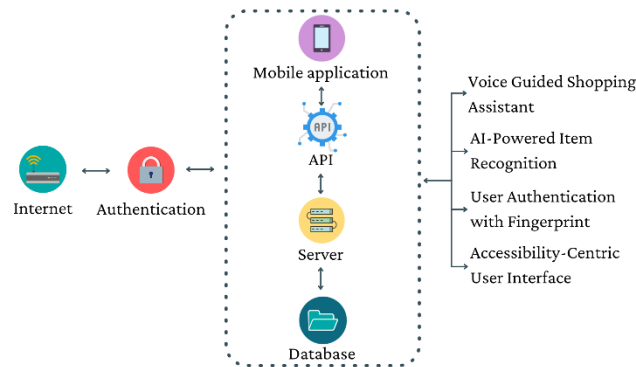 Mobile application
API
API
Internet
Authentication
Server
Database
Voice Guided Shopping
Assistant
AI-Powered Item
Recognition
User Authentication
with Fingerprint
Accessibility-Centric
User Interface